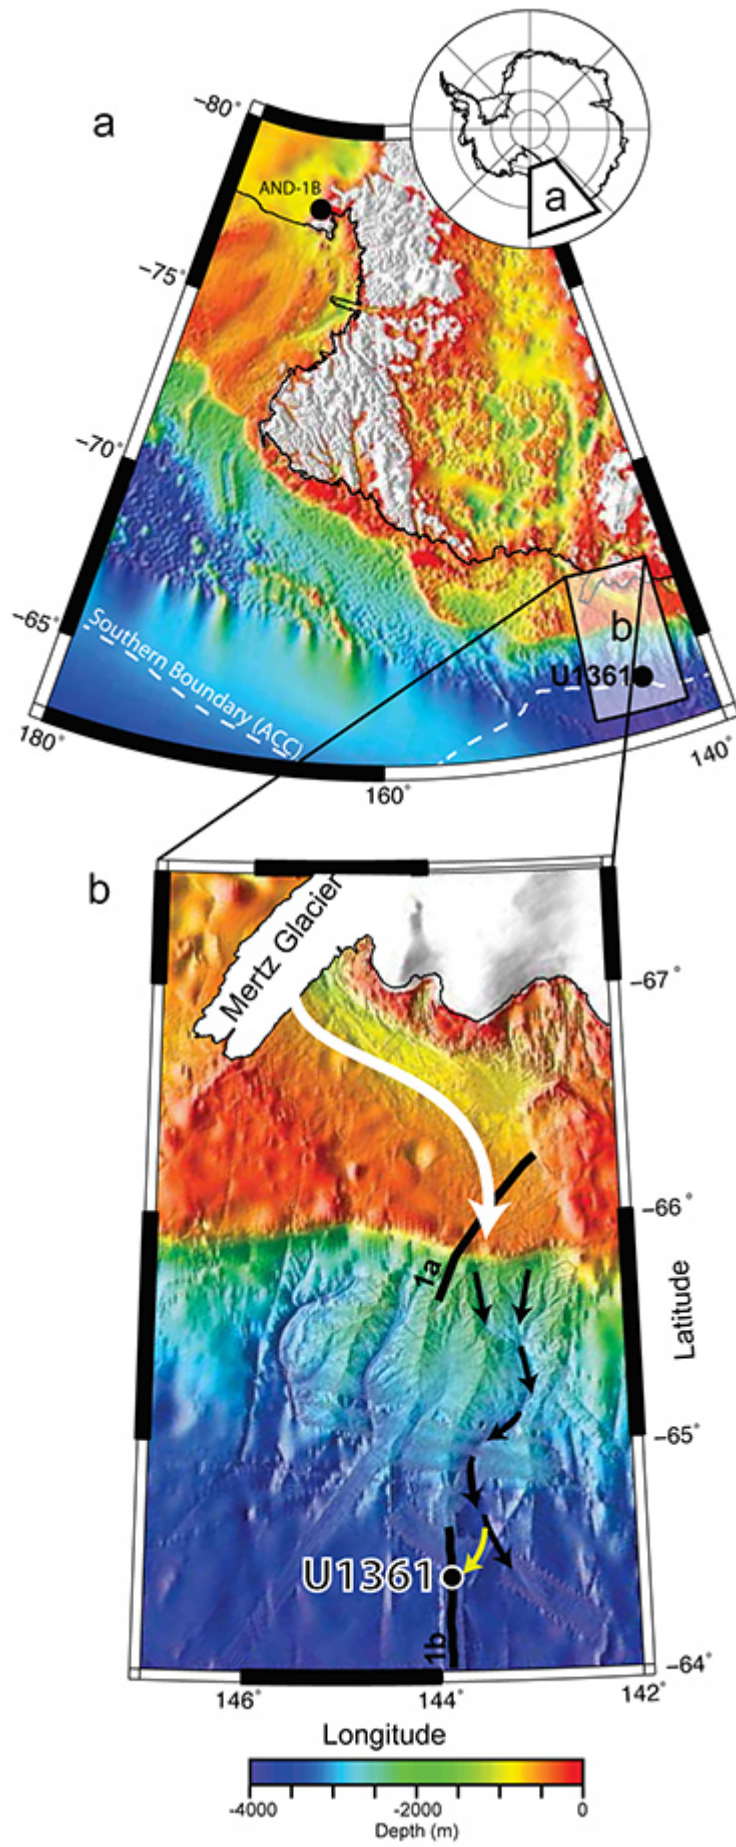 a
-80°
AND-1B
a
-75°
-70°
-65°
b
U1361
Southern Boundary (ACC)
180°
160°
140°
b
Mertz Glacier
-67°
-66°
1a
Latitude
-65°
U1361
1b
-64°
146°
144°
142°
Longitude
-4000
-2000
0
Depth (m)